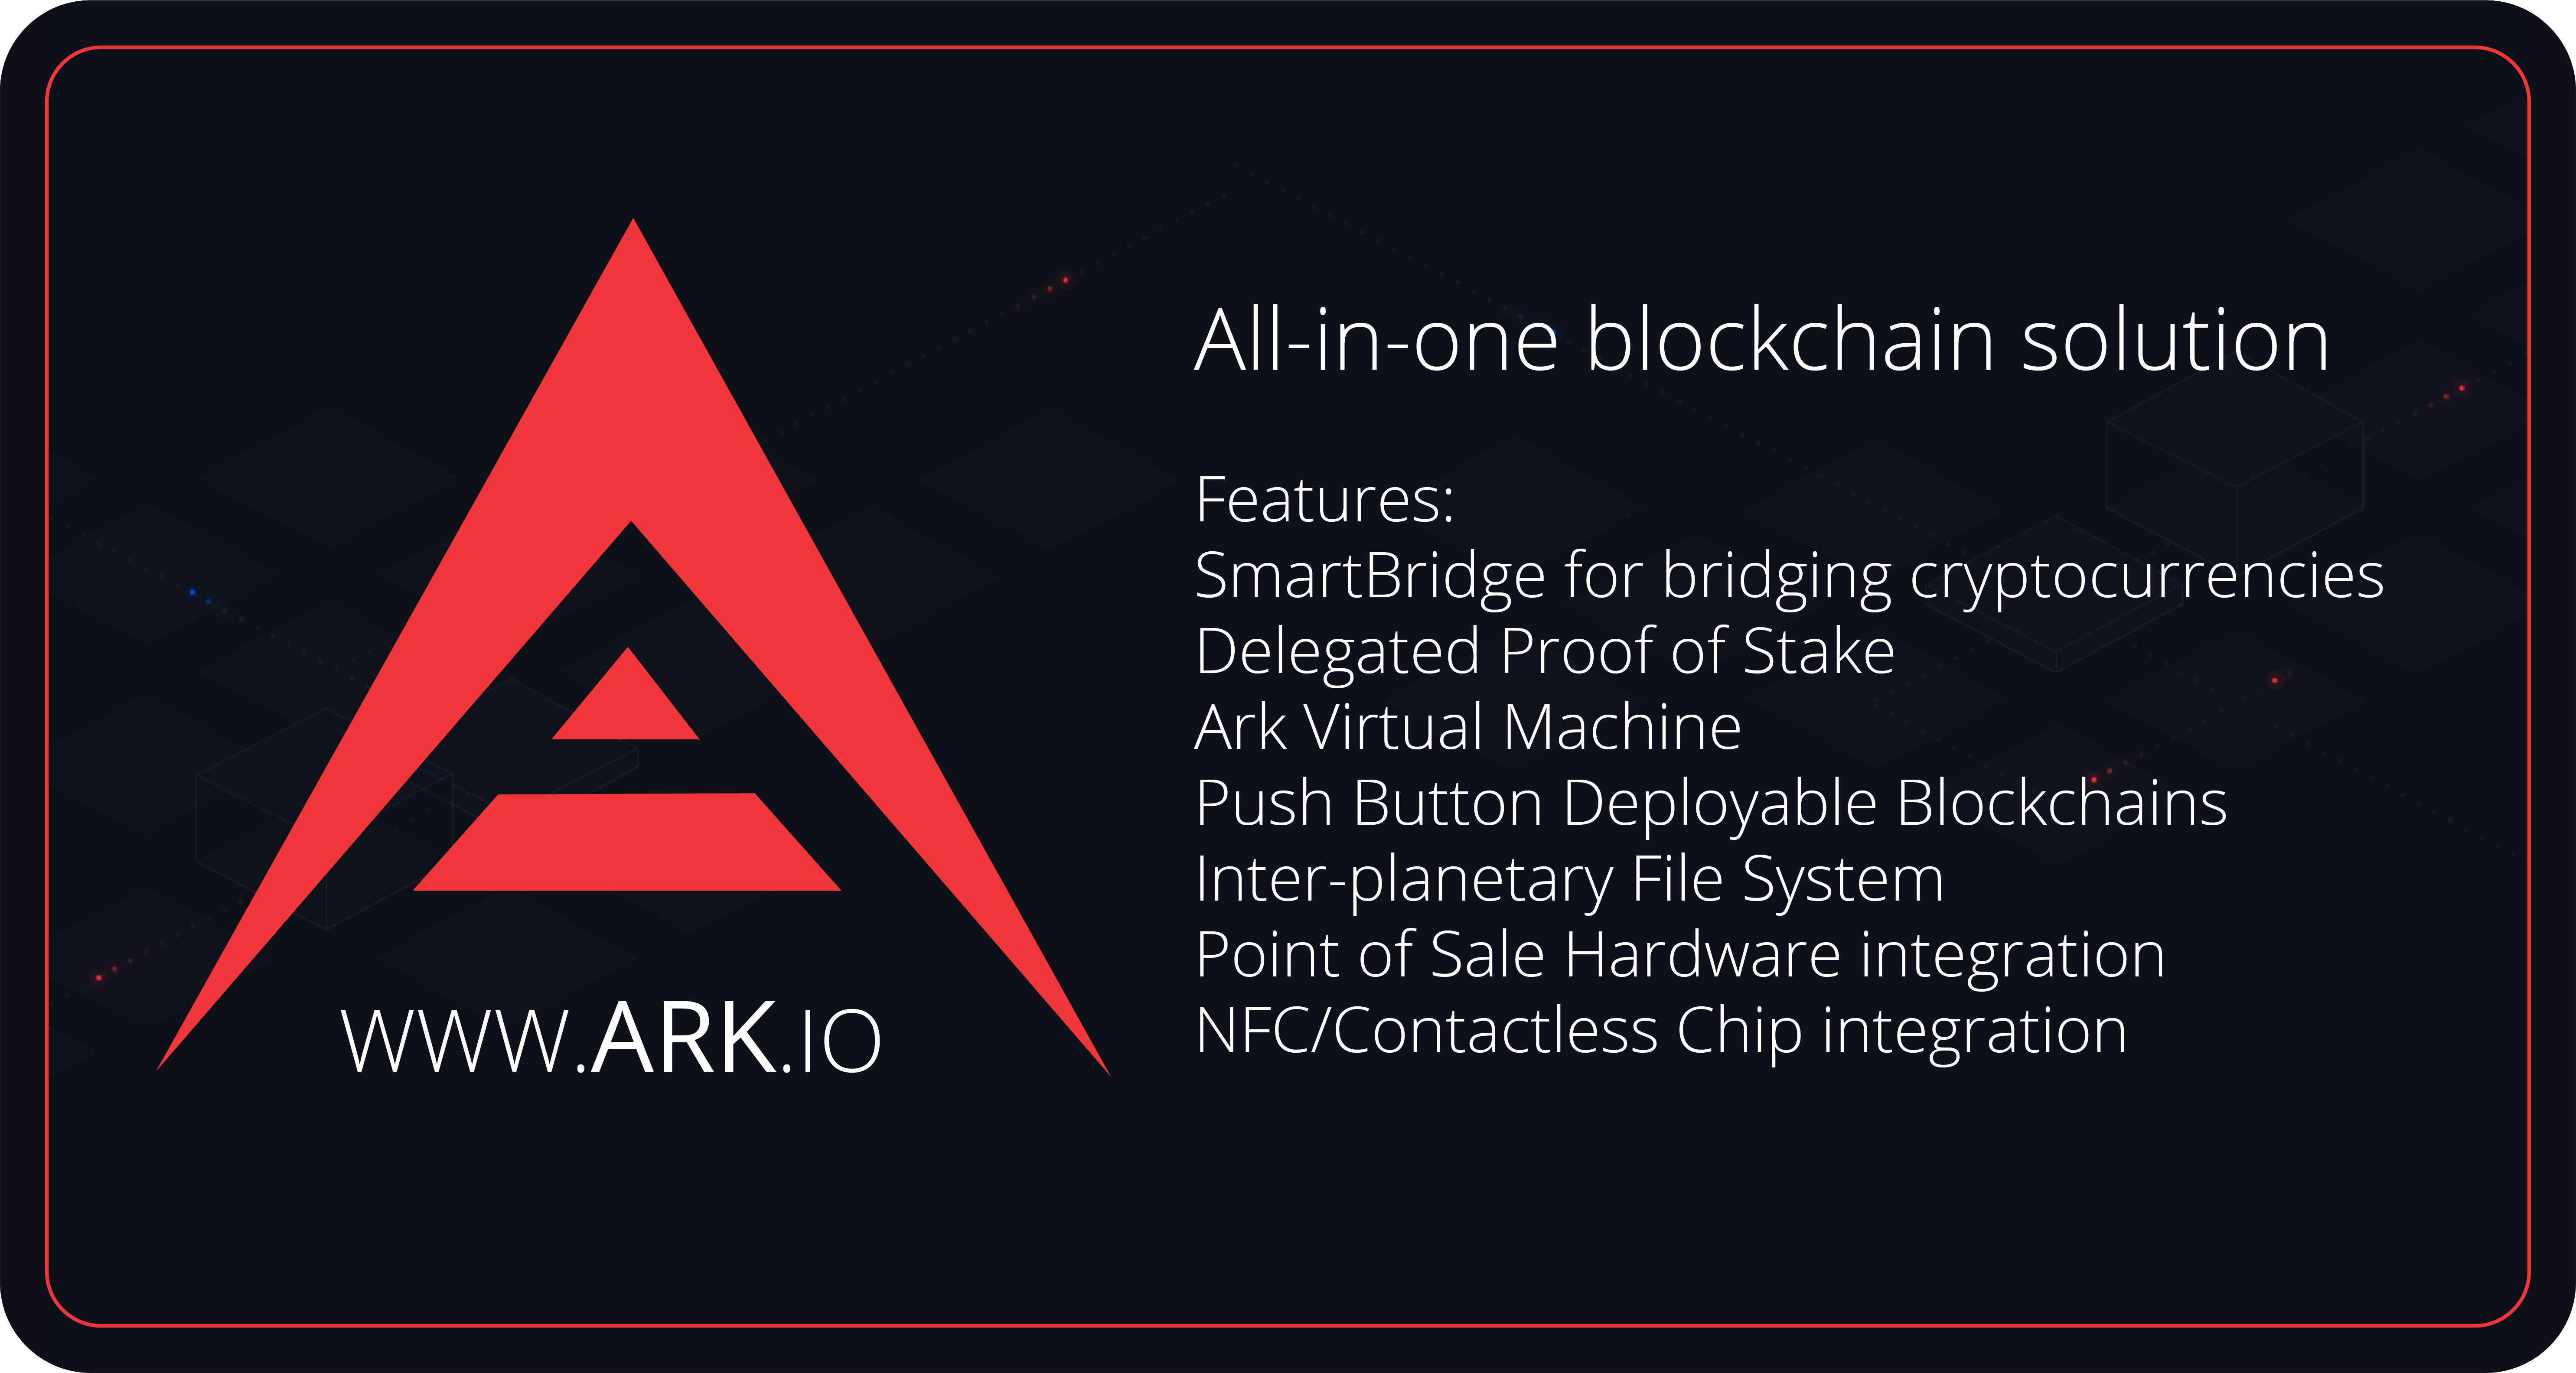 All-in-one blockchain solution
Features:
SmartBridge for bridging cryptocurrencies
Delegated Proof of Stake
Ark Virtual Machine
Push Button Deployable Blockchains
Inter-planetary File System
Point of Sale Hardware integration
NFC/Contactless Chip integration
WWW.ARK.IO